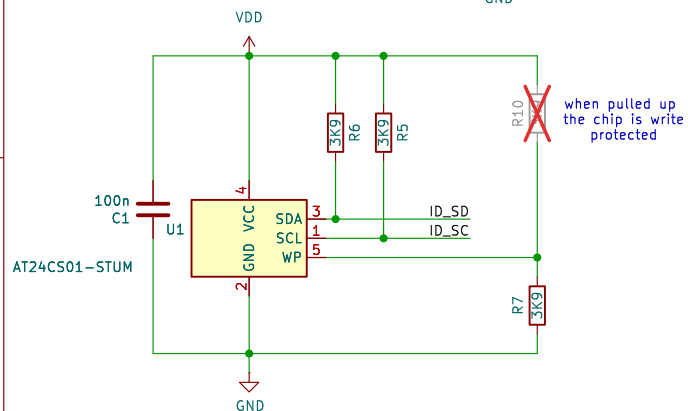 GND
VDD
R10
when pulled up
the chip is write
protected
3K9
R6
3K9
R5
100n
C1
4
VCC
U1
SDA
3
ID_SD
SCL
1
ID_SC
WP
5
GND
AT24CS01-STUM
2
R7
3K9
GND